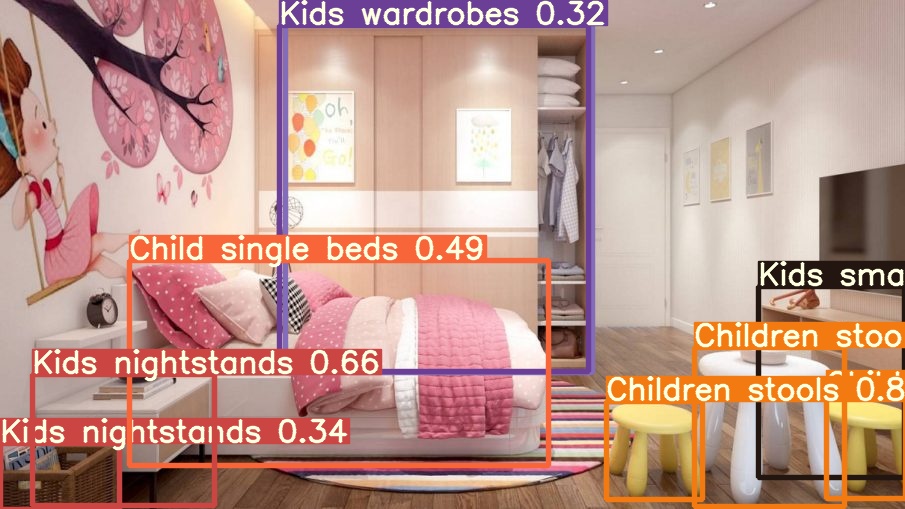 Kids wardrobes 0.32
oh,
Go!
Child single beds 0.49
Kids sma
Children stoo
Kids nightstands 0.66
Children stools 0.8
Kids nightstands 0.34